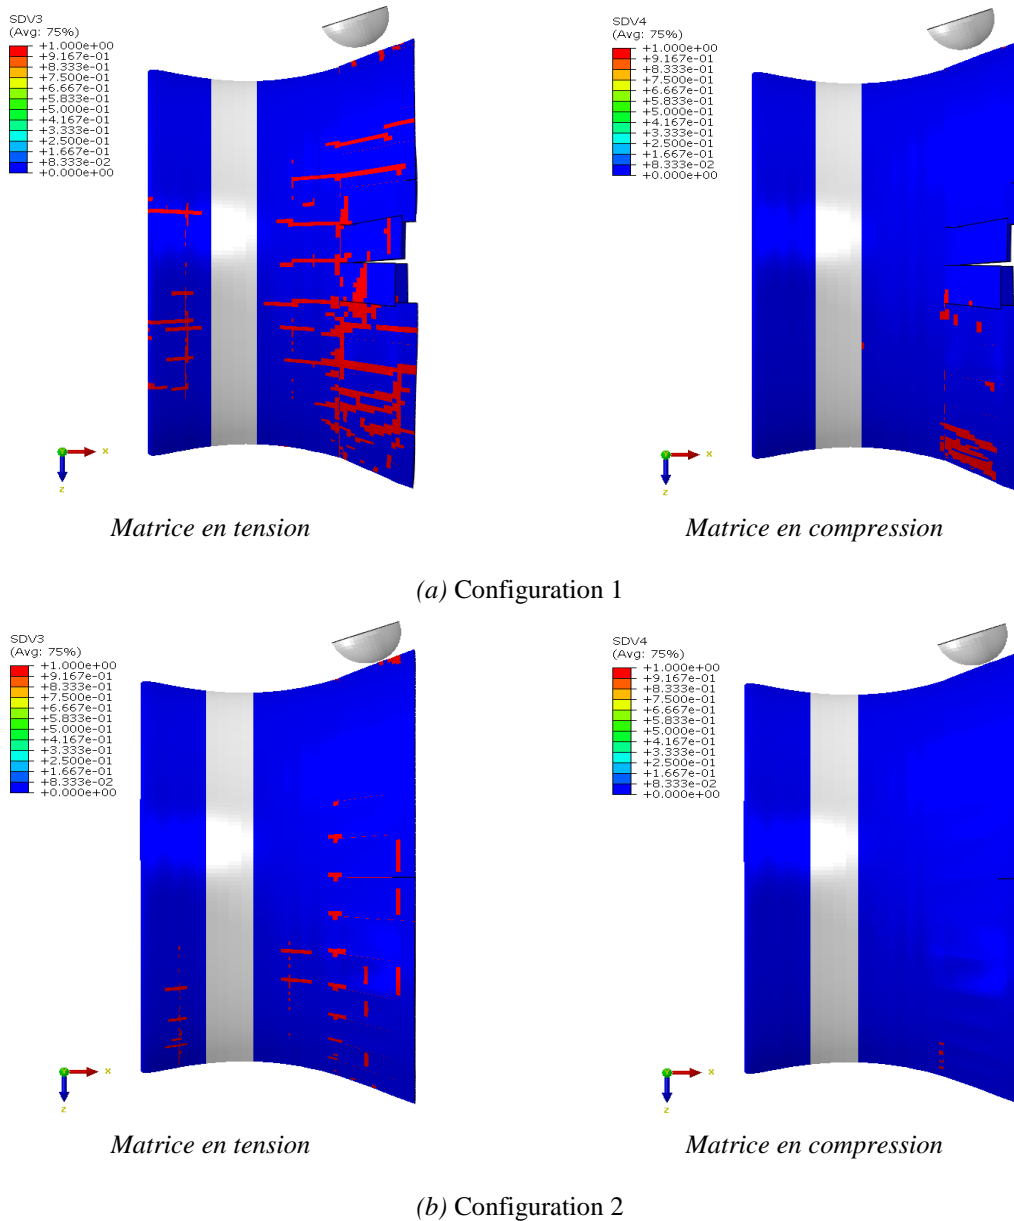 SDV3
(Avg: 75%)
+1.000e+00
+9.167e-01
+8.333e-01
+7.500e-01
+6.667e-01
+5.833e-01
+5.000e-01
+4.167e-01
+3.333e-01
+2.500e-01
+1.667e-01
+8.333e-02
+0.000e+00
x
z
SDV4
(Avg: 75%)
+1.000e+00
+9.167e-01
+8.333e-01
+7.500e-01
+6.667e-01
+5.833e-01
+5.000e-01
+4.167e-01
+3.333e-01
+2.500e-01
+1.667e-01
+8.333e-02
+0.000e+00
x
z
Matrice en tension
Matrice en compression
(a) Configuration 1
SDV3
(Avg: 75%)
+1.000e+00
+9.167e-01
+8.333e-01
+7.500e-01
+6.667e-01
+5.833e-01
+5.000e-01
+4.167e-01
+3.333e-01
+2.500e-01
+1.667e-01
+8.333e-02
+0.000e+00
x
z
SDV4
(Avg: 75%)
+1.000e+00
+9.167e-01
+8.333e-01
+7.500e-01
+6.667e-01
+5.833e-01
+5.000e-01
+4.167e-01
+3.333e-01
+2.500e-01
+1.667e-01
+8.333e-02
+0.000e+00
x
z
Matrice en tension
Matrice en compression
(b) Configuration 2